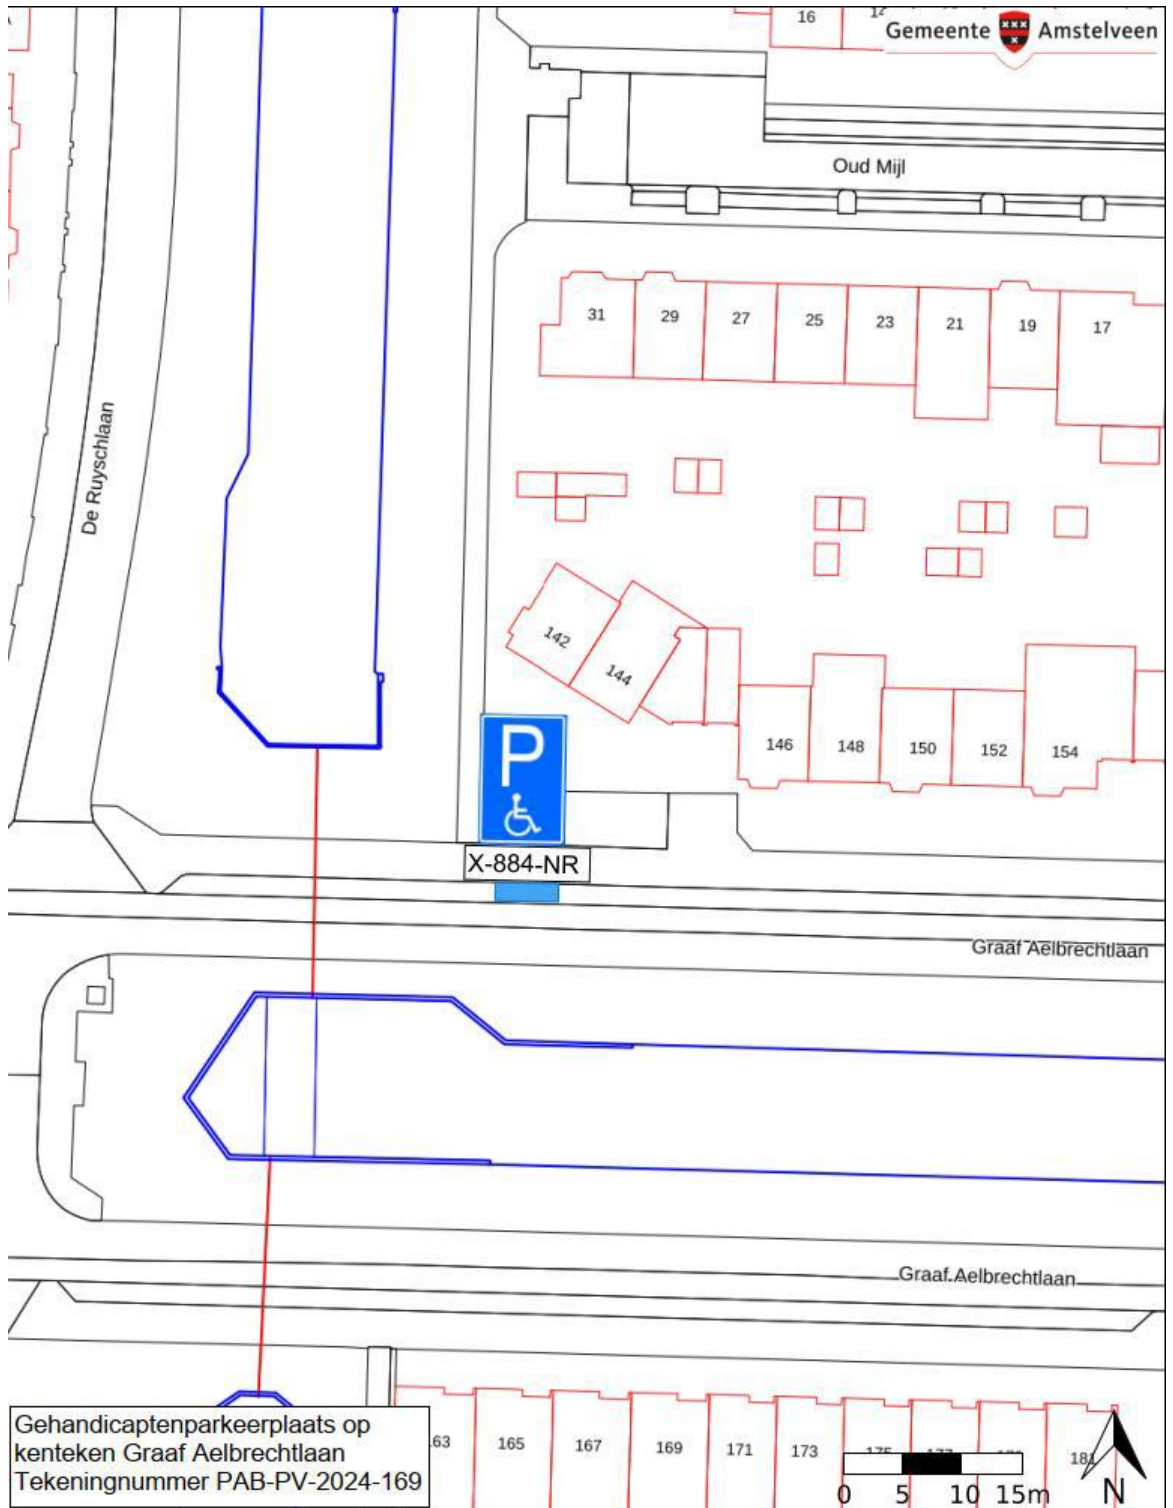 16
Gemeente Amstelveen
Oud Mijl
31 29 27 25 23 21 19 17
De Ruyschlaan
142
144
146 148 150 152 154
P
X-884-NR
Graaf Aelbrechtlaan
Graaf Aelbrechtlaan
Gehandicaptenparkeerplaats op
kenteken Graaf Aelbrechtlaan
Tekeningnummer PAB-PV-2024-169
165 167 169 171 173 175 181
0 5 10 15m
N